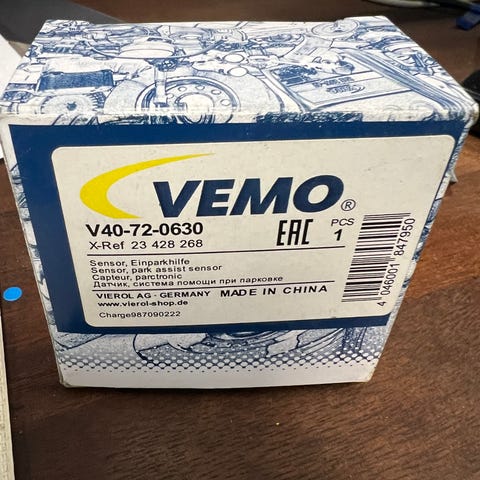 VEMO®
V40-72-0630
X-Ref 23 428 268
EAC
PCS
1
Sensor, Einparkhilfe
Sensor, park assist sensor
Capteur, parctronic
Датчик, система помощи при парковке
VIEROL AG · GERMANY MADE IN CHINA
www.vierol-shop.de
Charge987090222
4 046001 847950